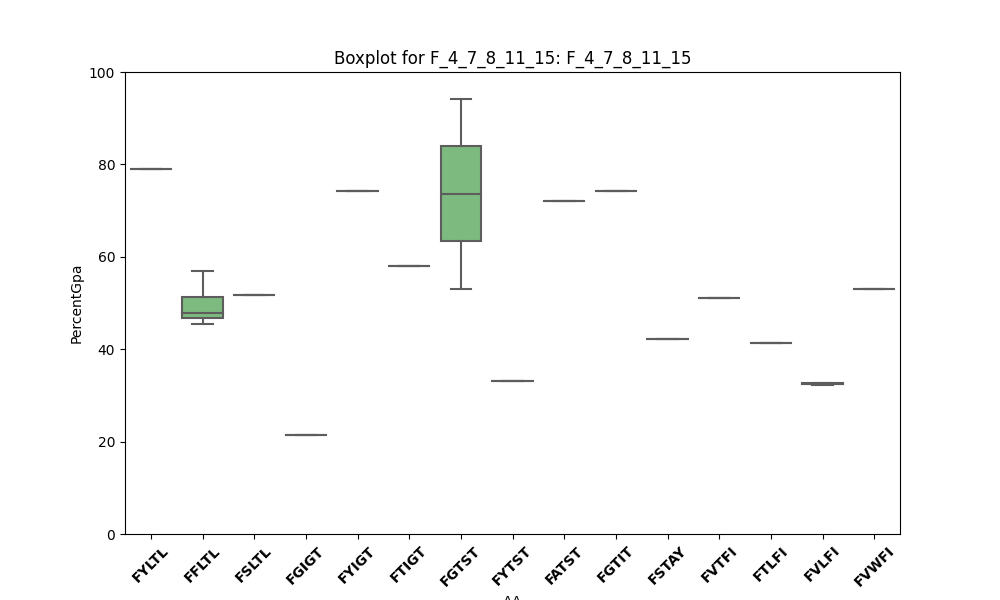 Boxplot for F_4_7_8_11_15: F_4_7_8_11_15
100
80
60
40
20
0
PercentGpa
FYLTL FFLTL FSLTL FGIGT FYIGT FTIGT FGTST FYTST FATST FGTIT FSTAY FVTFI FTLFI FVLFI FVWFI
AA